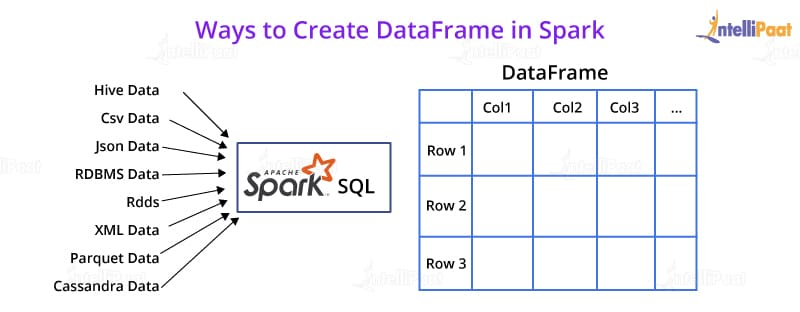 Ways to Create DataFrame in Spark
IntelliPaat
DataFrame
Hive Data
Csv Data
Json Data
RDBMS Data
Rdds
XML Data
Parquet Data
Cassandra Data
APACHE
Spark SQL
Col1 Col2 Col3 ...
Row 1
Row 2
Row 3